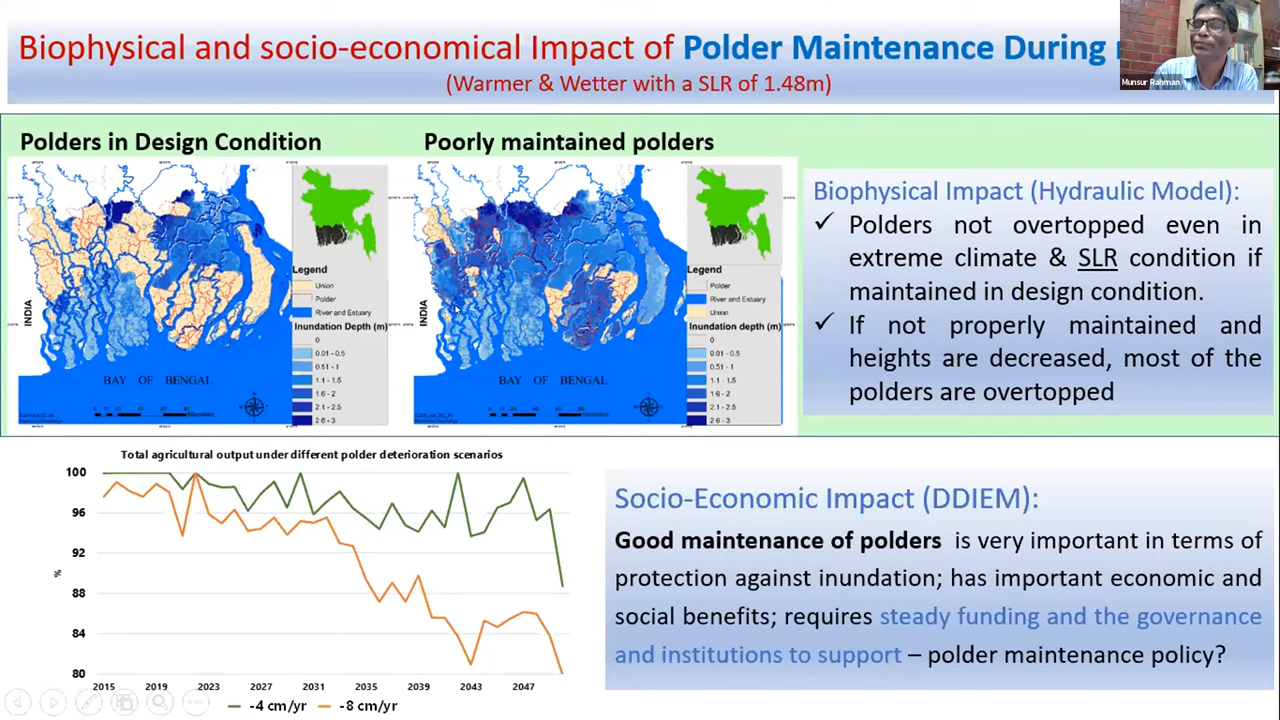 Biophysical and socio-economical Impact of Polder Maintenance During
(Warmer & Wetter with a SLR of 1.48m)
Munsur Rahman
Polders in Design Condition
Poorly maintained polders
INDIA
BAY OF BENGAL
Legend
Union
Polder
River and Estuary
Inundation Depth (m)
0
0.01 - 0.5
0.51 - 1
1.1 - 1.5
1.6 - 2
2.1 - 2.5
2.6 - 3
INDIA
BAY OF BENGAL
Legend
Polder
River and Estuary
Union
Inundation depth (m)
0
0.01 - 0.5
0.51 - 1
1.1 - 1.5
1.6 - 2
2.1 - 2.5
2.6 - 3
Biophysical Impact (Hydraulic Model):
✓ Polders not overtopped even in
extreme climate & SLR condition if
maintained in design condition.
✓ If not properly maintained and
heights are decreased, most of the
polders are overtopped
Total agricultural output under different polder deterioration scenarios
100
96
92
88
84
80
%
2015 2019 2023 2027 2031 2035 2039 2043 2047
-4 cm/yr -8 cm/yr
Socio-Economic Impact (DDIEM):
Good maintenance of polders is very important in terms of
protection against inundation; has important economic and
social benefits; requires steady funding and the governance
and institutions to support – polder maintenance policy?